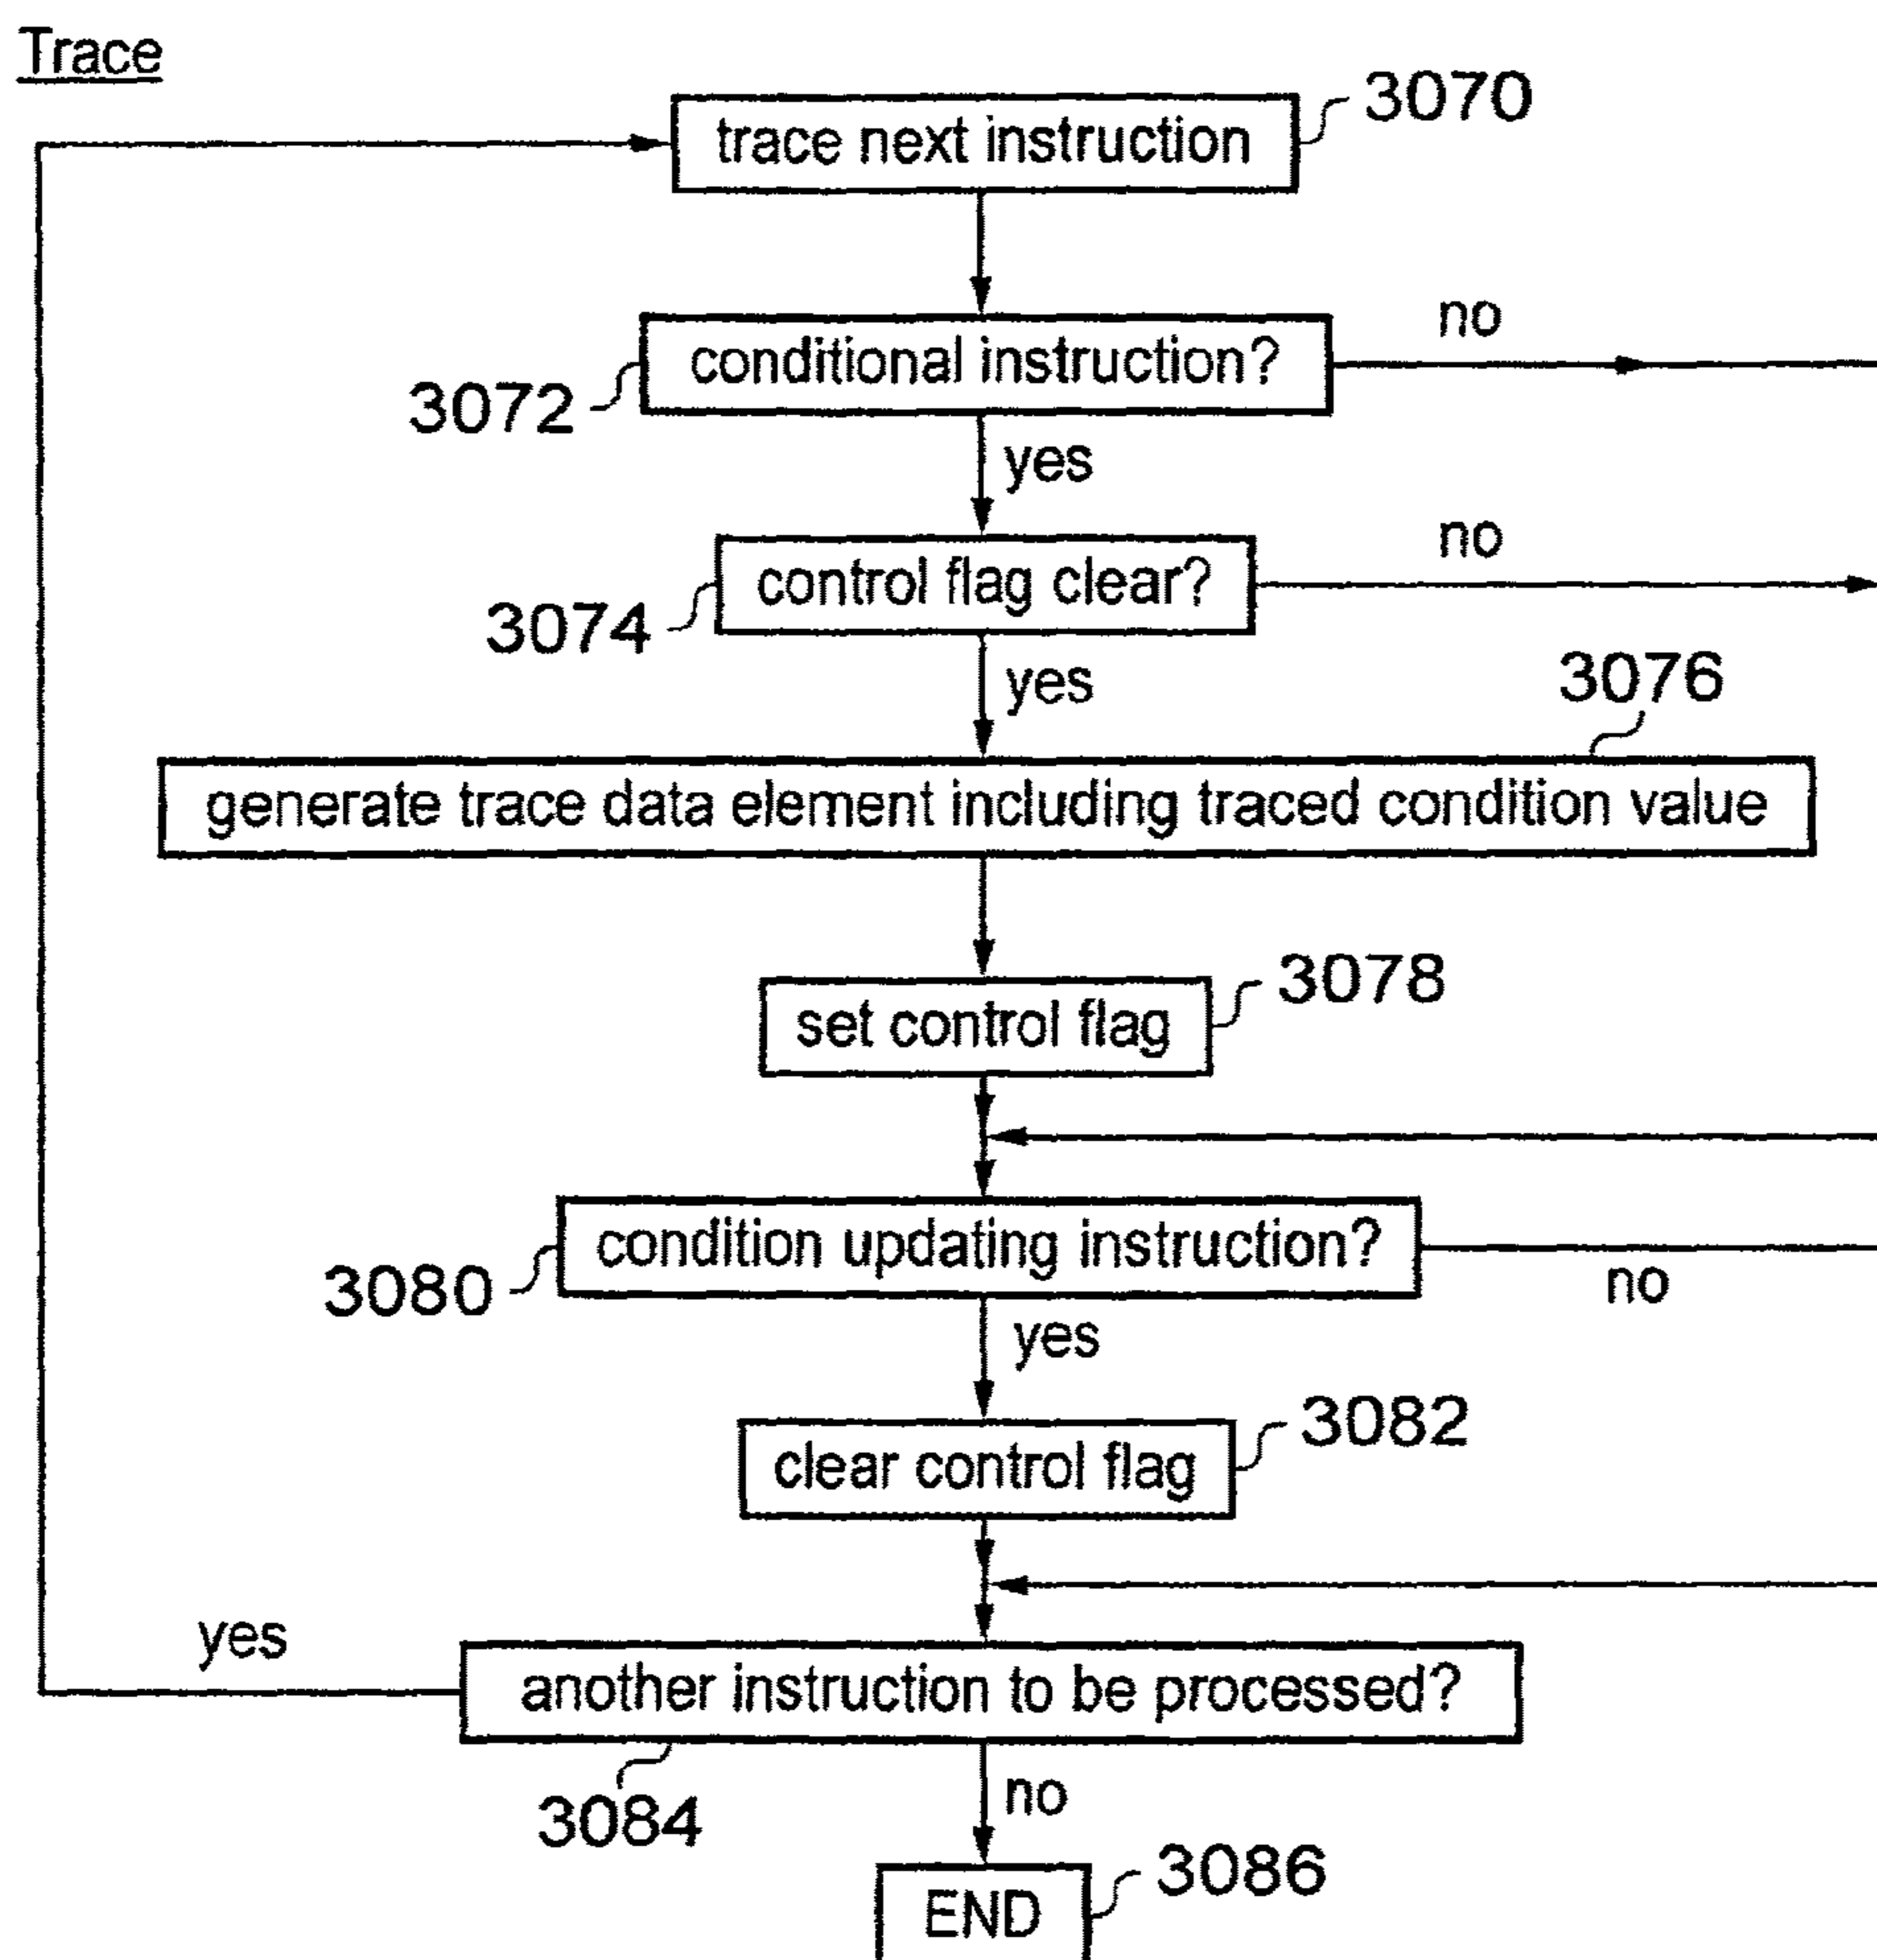 Trace
trace next instruction
3070
conditional instruction?
no
3072
yes
control flag clear?
no
3074
yes
3076
generate trace data element including traced condition value
3078
set control flag
condition updating instruction?
3080
no
yes
3082
clear control flag
yes
another instruction to be processed?
3084
no
3086
END